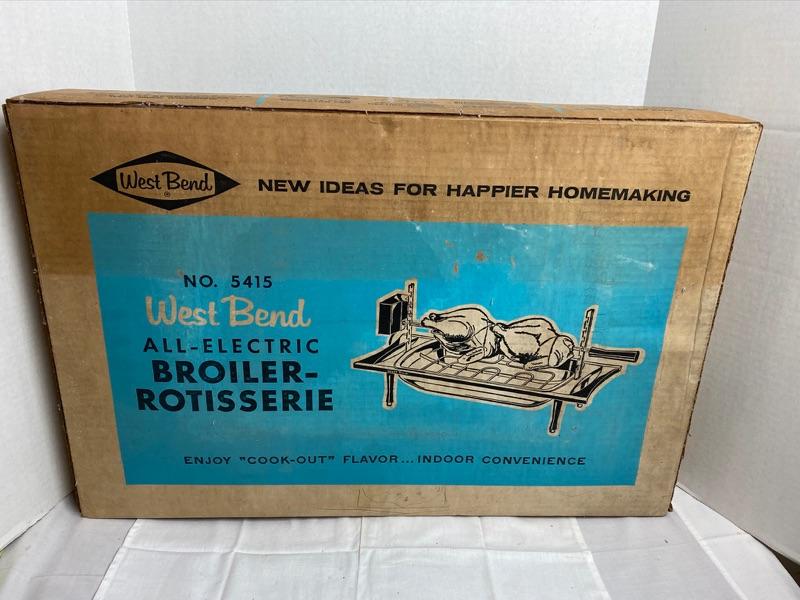 West Bend
®
NEW IDEAS FOR HAPPIER HOMEMAKING
NO. 5415
West Bend
ALL-ELECTRIC
BROILER-
ROTISSERIE
ENJOY "COOK-OUT" FLAVOR... INDOOR CONVENIENCE